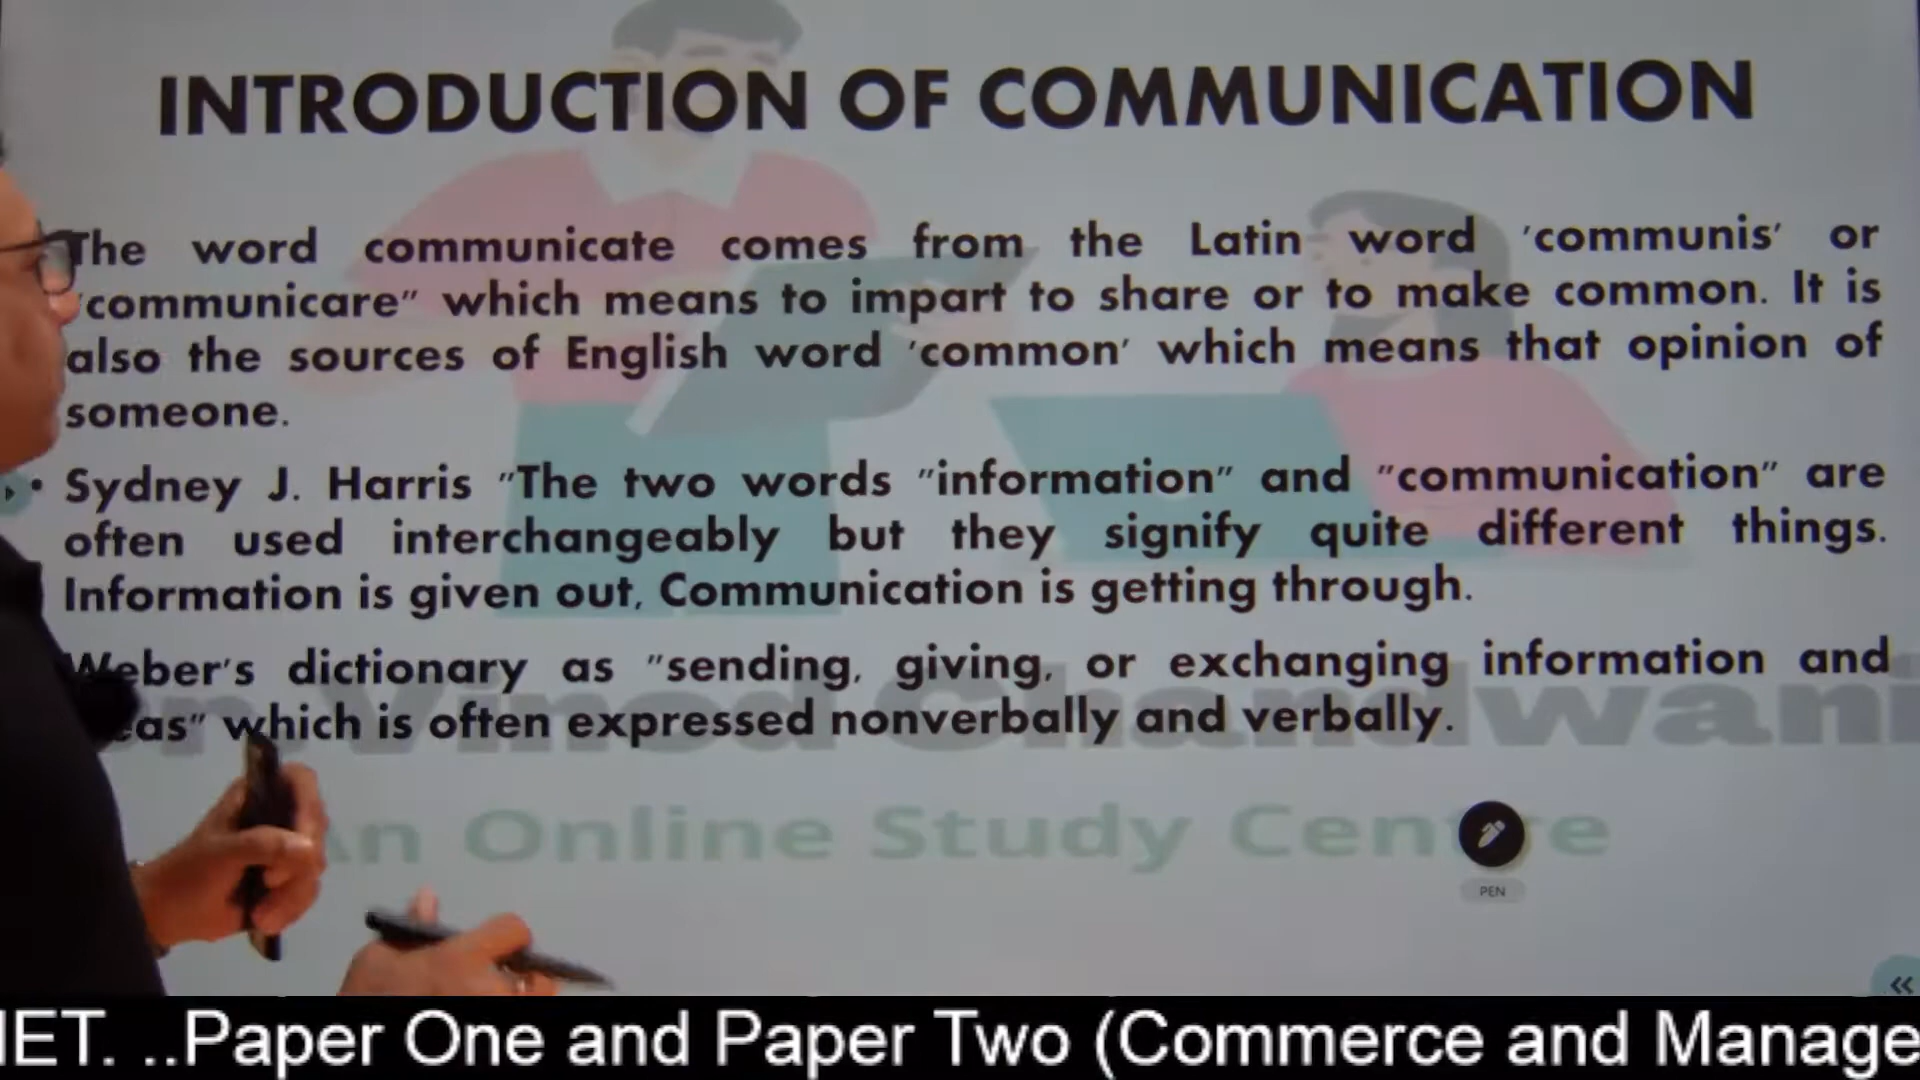 INTRODUCTION OF COMMUNICATION
The word communicate comes from the Latin word 'communis' or
'communicare" which means to impart to share or to make common. It is
also the sources of English word 'common' which means that opinion of
someone.
• Sydney J. Harris "The two words "information" and "communication" are
often used interchangeably but they signify quite different things.
Information is given out, Communication is getting through.
Weber's dictionary as "sending, giving, or exchanging information and
which is often expressed nonverbally and verbally.
Vinod Chandwani
An Online Study Centre
PEN
«
..Paper One and Paper Two (Commerce and Manage